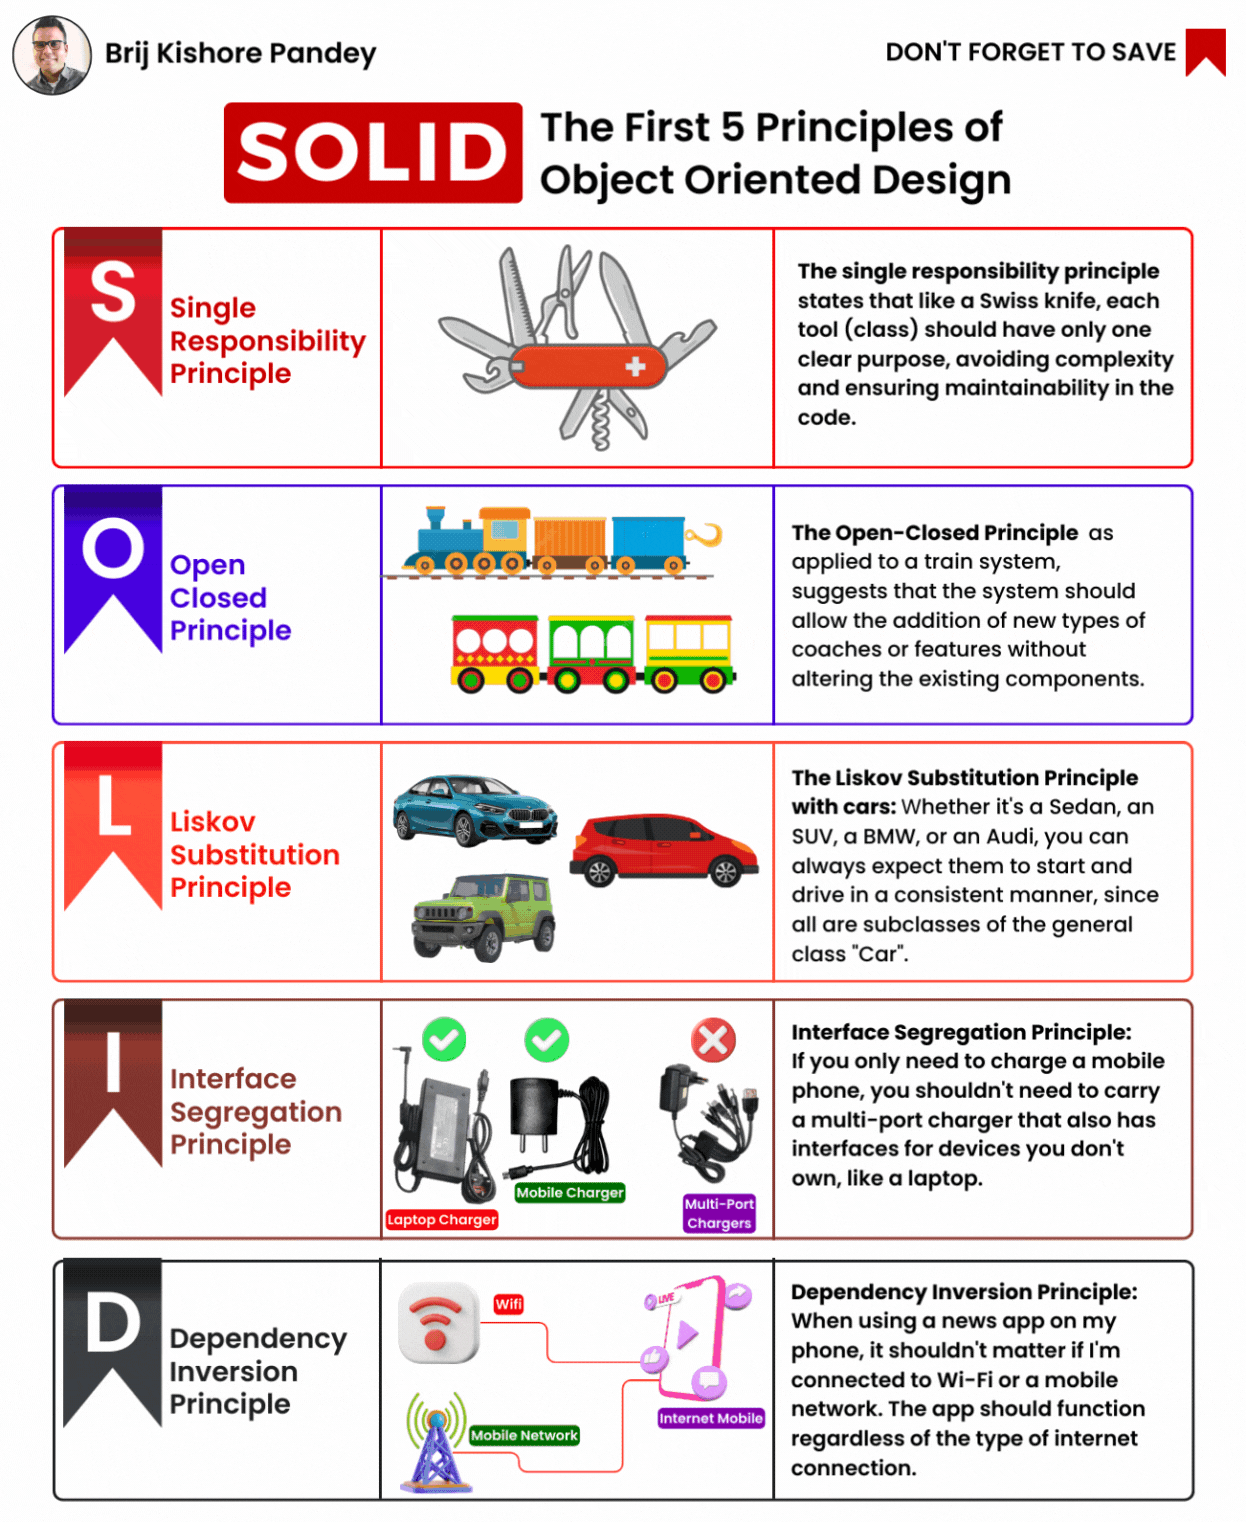 Brij Kishore Pandey
DON'T FORGET TO SAVE
SOLID
The First 5 Principles of
Object Oriented Design
S
Single
Responsibility
Principle
The single responsibility principle
states that like a Swiss knife, each
tool (class) should have only one
clear purpose, avoiding complexity
and ensuring maintainability in the
code.
O
Open
Closed
Principle
The Open-Closed Principle as
applied to a train system,
suggests that the system should
allow the addition of new types of
coaches or features without
altering the existing components.
L
Liskov
Substitution
Principle
The Liskov Substitution Principle
with cars: Whether it's a Sedan, an
SUV, a BMW, or an Audi, you can
always expect them to start and
drive in a consistent manner, since
all are subclasses of the general
class "Car".
I
Interface
Segregation
Principle
Laptop Charger
Mobile Charger
Multi-Port
Chargers
Interface Segregation Principle:
If you only need to charge a mobile
phone, you shouldn't need to carry
a multi-port charger that also has
interfaces for devices you don't
own, like a laptop.
D
Dependency
Inversion
Principle
Wifi
LIVE
Internet Mobile
Mobile Network
Dependency Inversion Principle:
When using a news app on my
phone, it shouldn't matter if I'm
connected to Wi-Fi or a mobile
network. The app should function
regardless of the type of internet
connection.